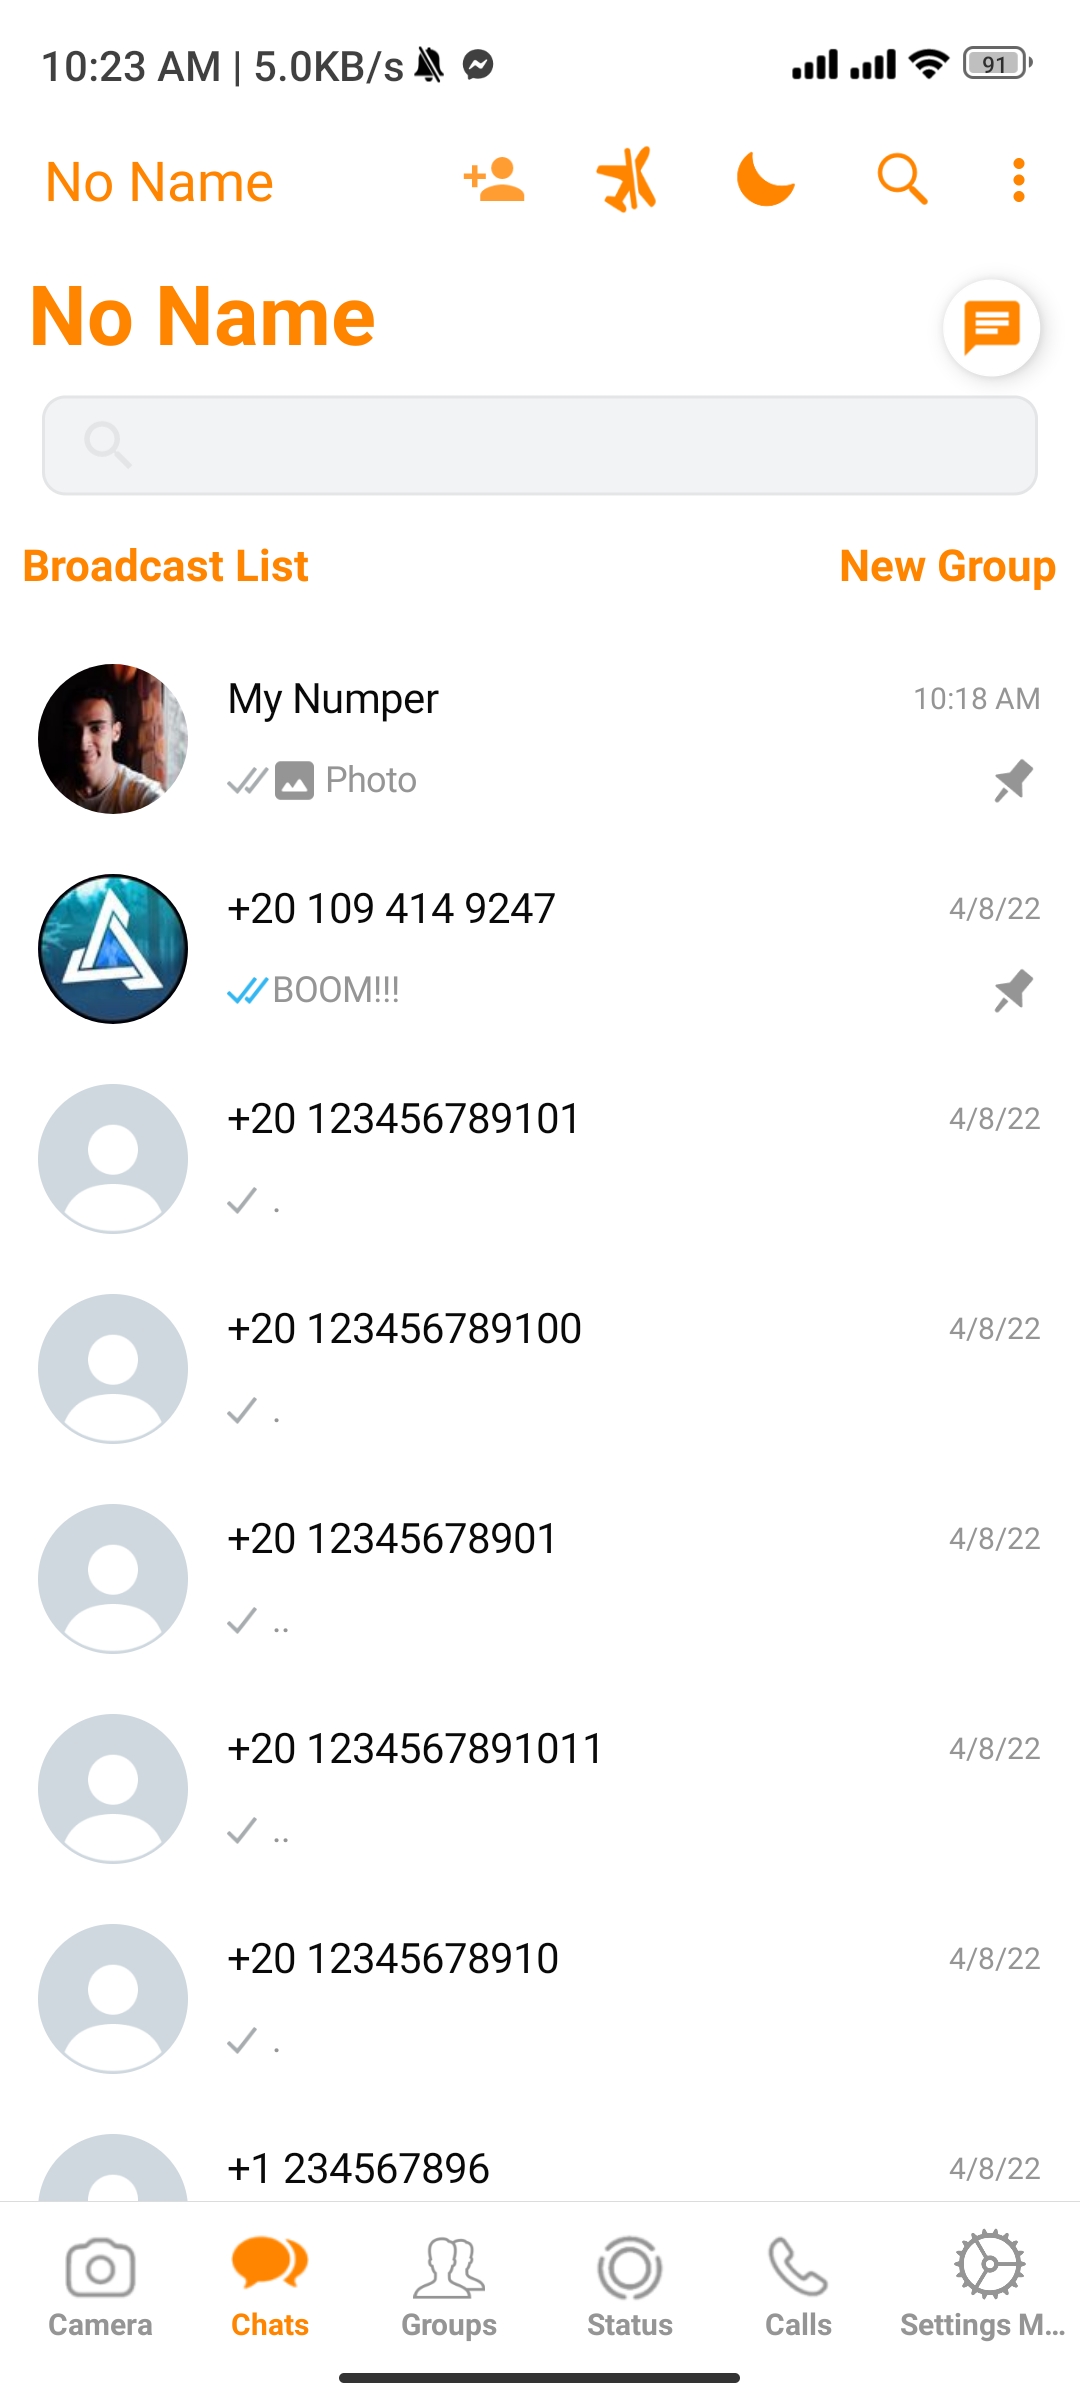 10:23 AM | 5.0KB/s
91
No Name
No Name
Broadcast List
New Group
My Numper
10:18 AM
Photo
+20 109 414 9247
4/8/22
BOOM!!!
+20 123456789101
4/8/22
.
+20 123456789100
4/8/22
.
+20 12345678901
4/8/22
..
+20 1234567891011
4/8/22
..
+20 12345678910
4/8/22
.
+1 234567896
4/8/22
Camera
Chats
Groups
Status
Calls
Settings M...